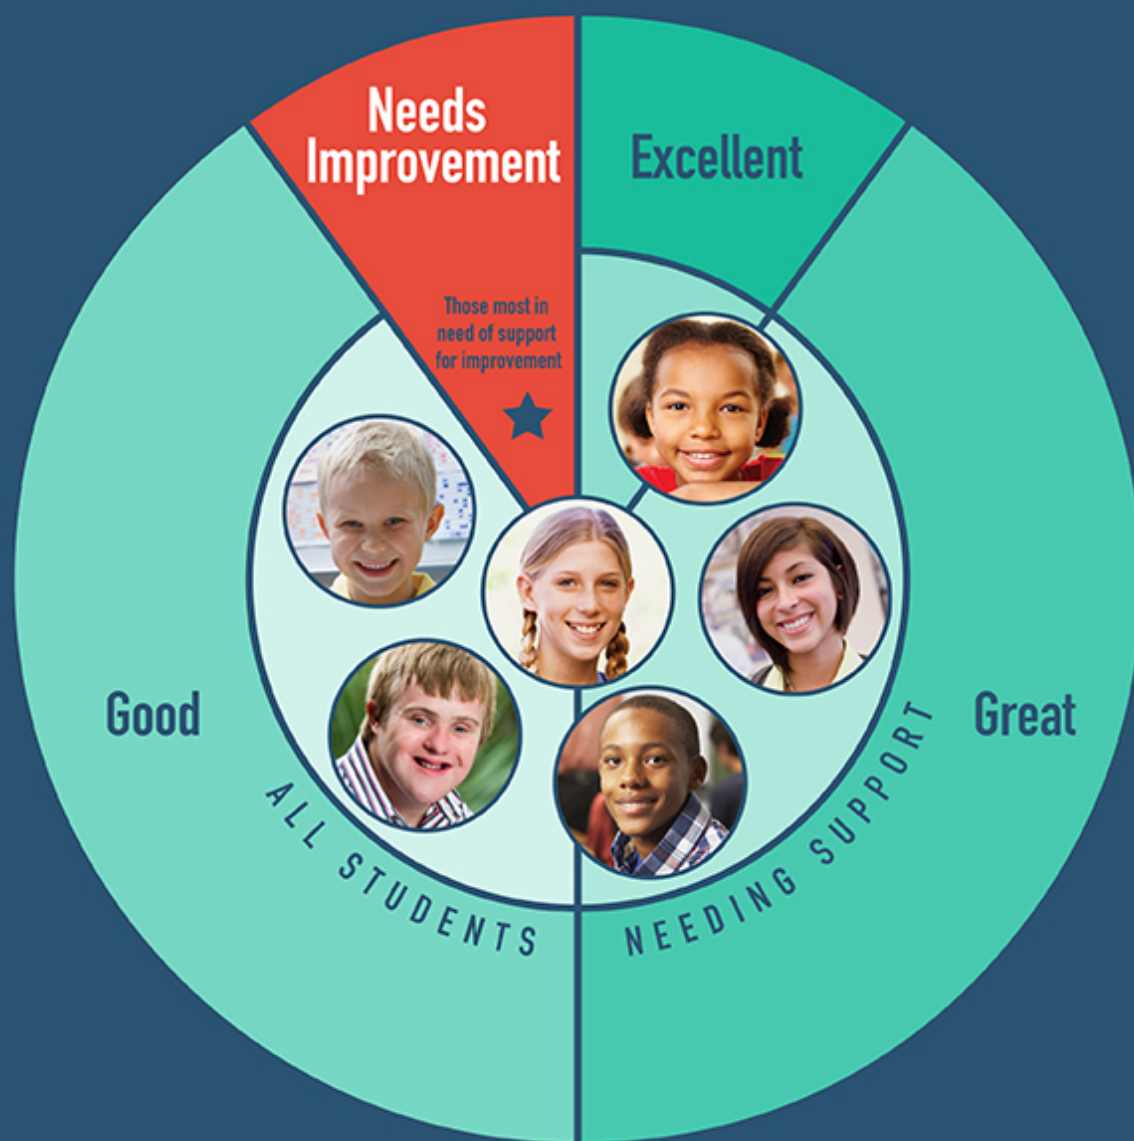 Needs
Improvement
Excellent
Those most in
need of support
for improvement
Good
Great
ALL STUDENTS
NEEDING SUPPORT